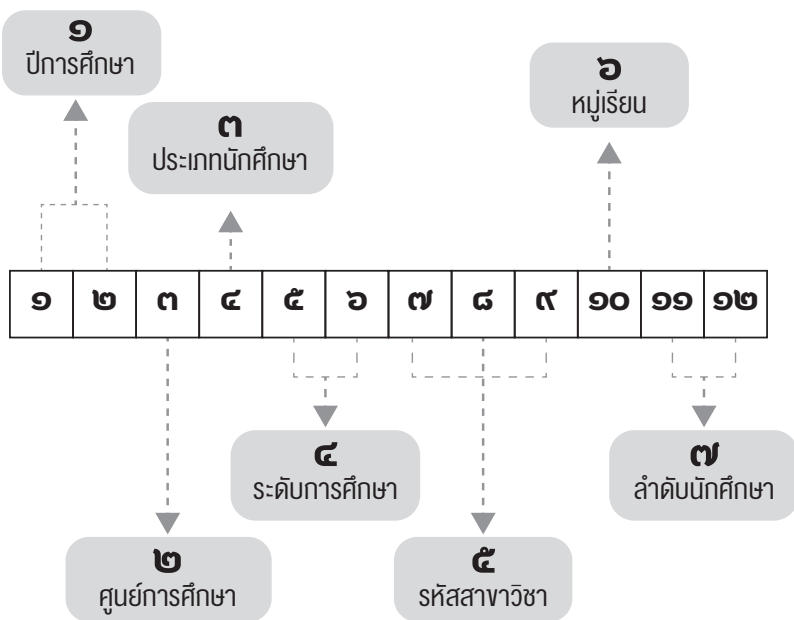 ๑
ปีการศึกษา
๖
หมู่เรียน
๓
ประเภทนักศึกษา
๑ ๒ ๓ ๔ ๕ ๖ ๗ ๘ ๙ ๑๐ ๑๑ ๑๒
๔
ระดับการศึกษา
๗
ลำดับนักศึกษา
๒
ศูนย์การศึกษา
๕
รหัสสาขาวิชา